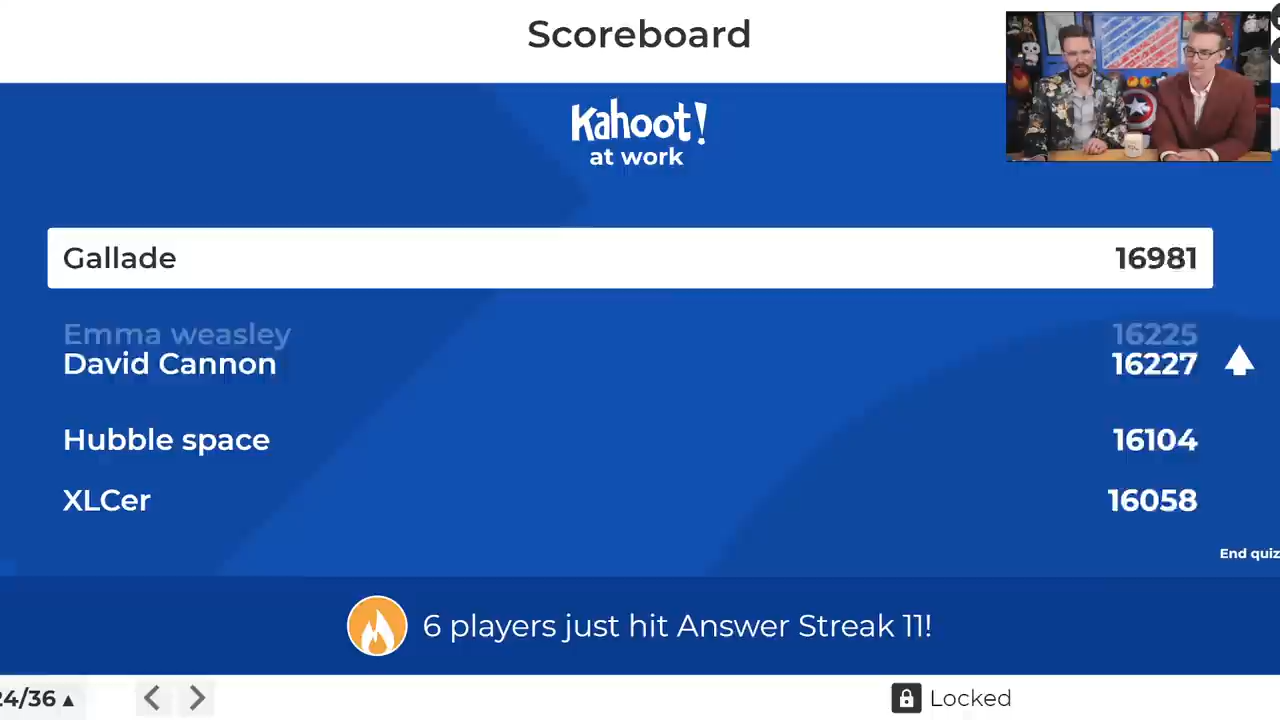 Scoreboard
Kahoot!
at work
Gallade 16981
Emma weasley 16225
David Cannon 16227
Hubble space 16104
XLCer 16058
End quiz
6 players just hit Answer Streak 11!
24/36
Locked